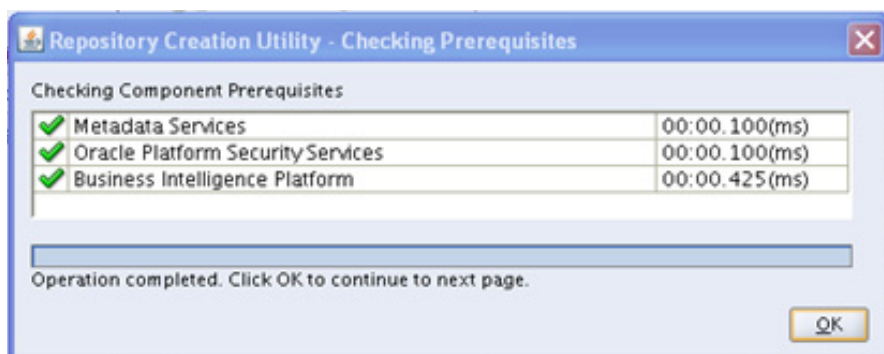 Repository Creation Utility - Checking Prerequisites
Checking Component Prerequisites
Metadata Services 00:00.100(ms)
Oracle Platform Security Services 00:00.100(ms)
Business Intelligence Platform 00:00.425(ms)
Operation completed. Click OK to continue to next page.
OK